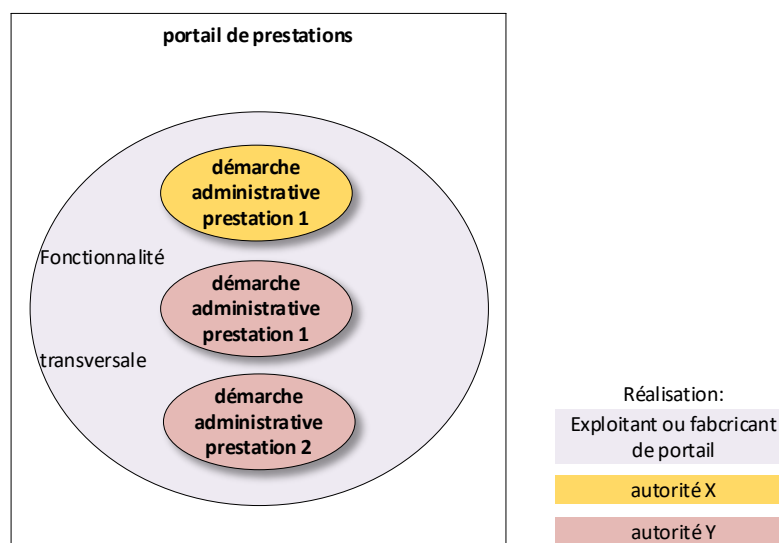 portail de prestations
démarche
administrative
prestation 1
Fonctionnalité
démarche
administrative
prestation 1
transversale
démarche
administrative
prestation 2
Réalisation:
Exploitant ou fabcricant
de portail
autorité X
autorité Y